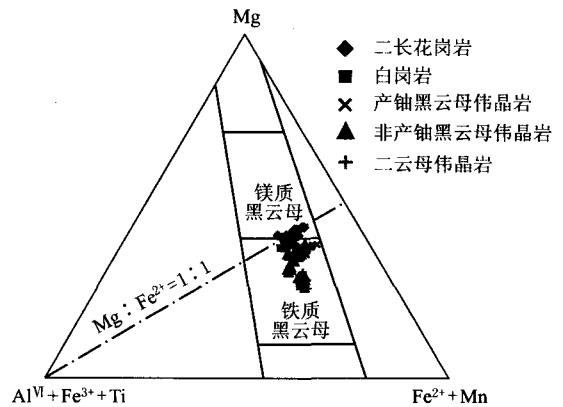 Mg
二长花岗岩
白岗岩
产铀黑云母伟晶岩
非产铀黑云母伟晶岩
二云母伟晶岩
镁质
黑云母
Mg：Fe²⁺=1：1
铁质
黑云母
Alⱽᴵ+Fe³⁺+Ti
Fe²⁺+Mn